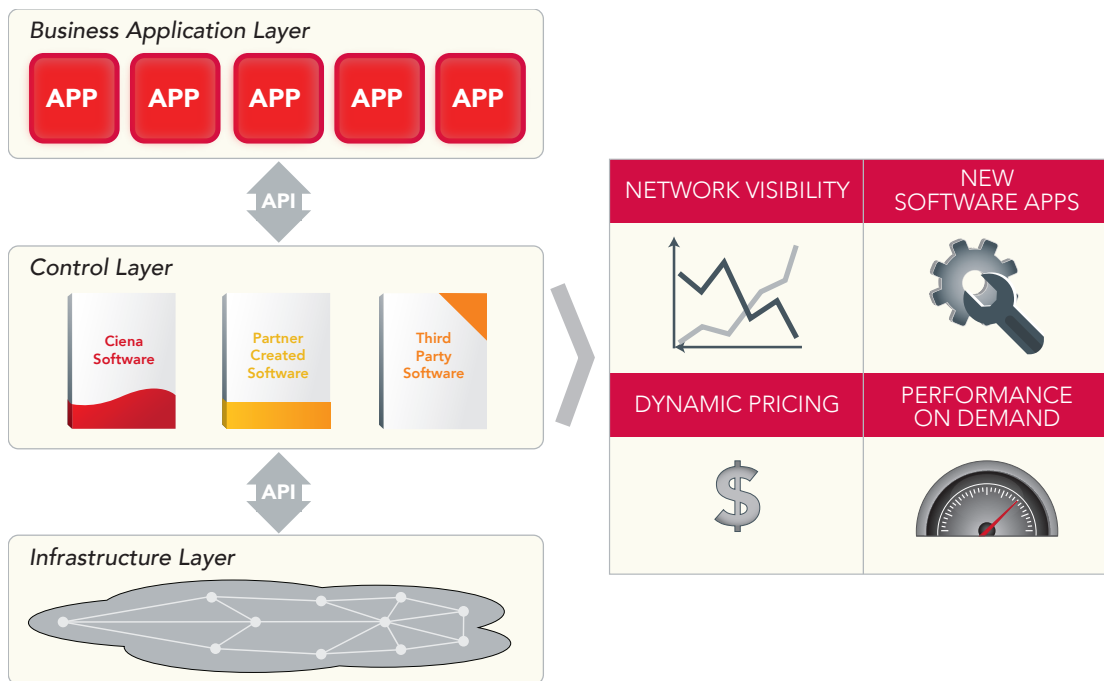 Business Application Layer
APP
APP
APP
APP
APP
API
Control Layer
Ciena
Software
Partner
Created
Software
Third
Party
Software
API
Infrastructure Layer
NETWORK VISIBILITY
NEW
SOFTWARE APPS
DYNAMIC PRICING
PERFORMANCE
ON DEMAND
$